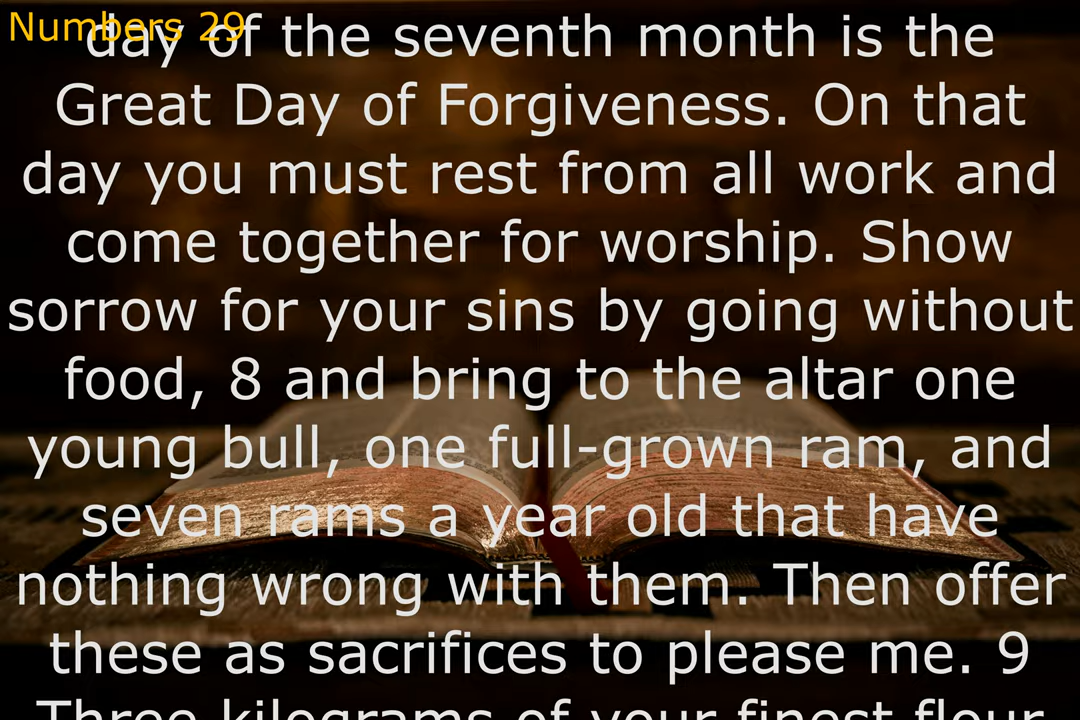 Numbers 29
day of the seventh month is the
Great Day of Forgiveness. On that
day you must rest from all work and
come together for worship. Show
sorrow for your sins by going without
food, 8 and bring to the altar one
young bull, one full-grown ram, and
seven rams a year old that have
nothing wrong with them. Then offer
these as sacrifices to please me. 9
Three kilograms of your finest flour